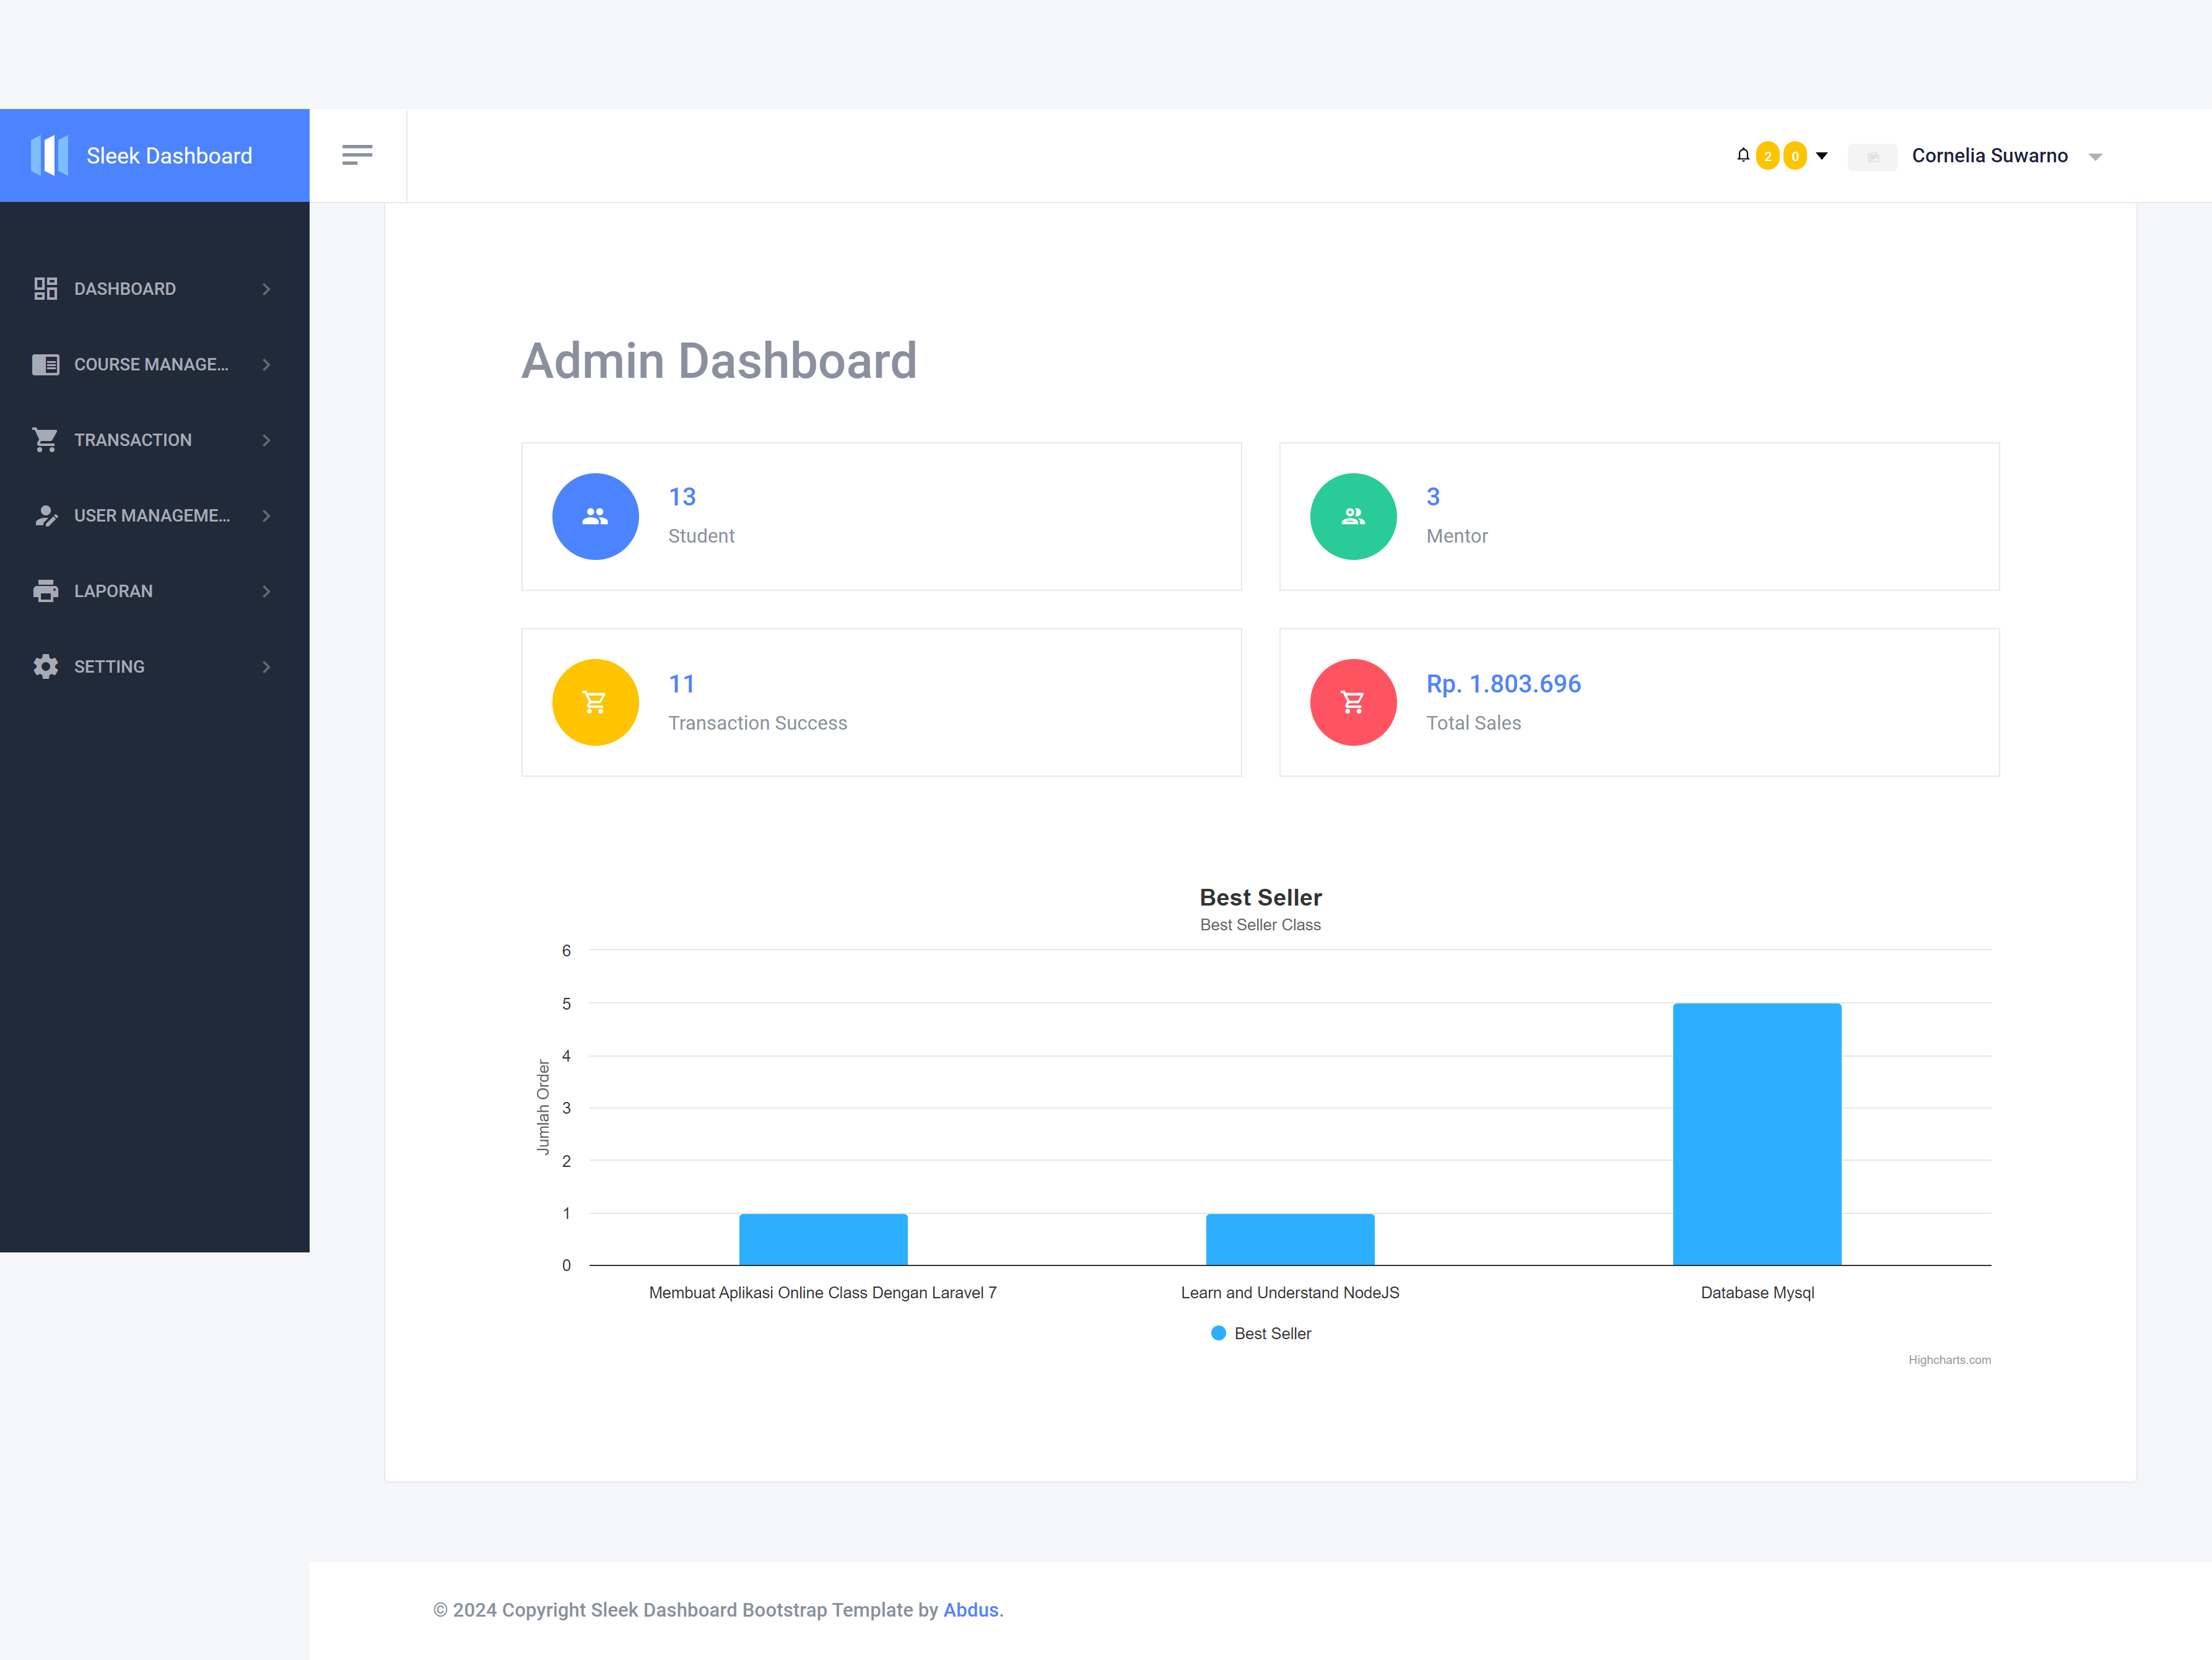 Sleek Dashboard
2 0
Cornelia Suwarno
DASHBOARD
COURSE MANAGE...
TRANSACTION
USER MANAGEME...
LAPORAN
SETTING
Admin Dashboard
13
Student
3
Mentor
11
Transaction Success
Rp. 1.803.696
Total Sales
Best Seller
Best Seller Class
Jumlah Order
6
5
4
3
2
1
0
Membuat Aplikasi Online Class Dengan Laravel 7
Learn and Understand NodeJS
Database Mysql
Best Seller
Highcharts.com
© 2024 Copyright Sleek Dashboard Bootstrap Template by Abdus.